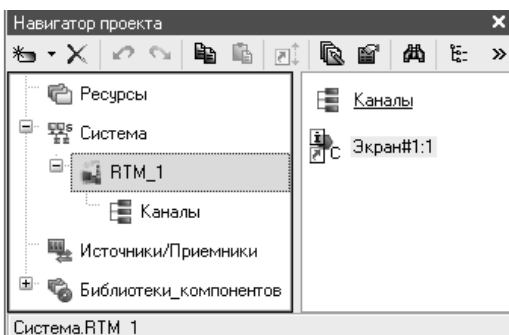 Навигатор проекта
Ресурсы
Система
RTM_1
Каналы
Источники/Приемники
Библиотеки_компонентов
Каналы
Экран#1:1
Система.RTM_1